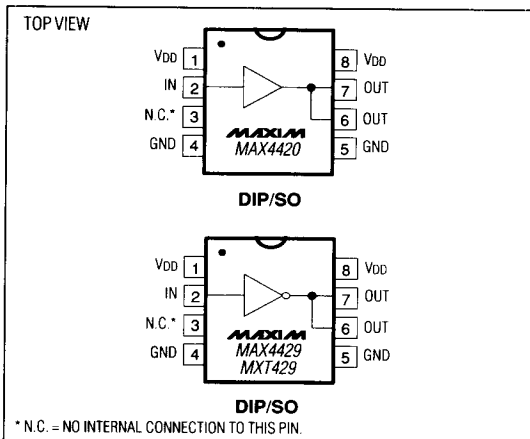 TOP VIEW
VDD 1
8 VDD
IN 2
7 OUT
N.C.* 3
6 OUT
GND 4
5 GND
MAXIM
MAX4420
DIP/SO
VDD 1
8 VDD
IN 2
7 OUT
N.C.* 3
6 OUT
GND 4
5 GND
MAXIM
MAX4429
MXT429
DIP/SO
* N.C. = NO INTERNAL CONNECTION TO THIS PIN.